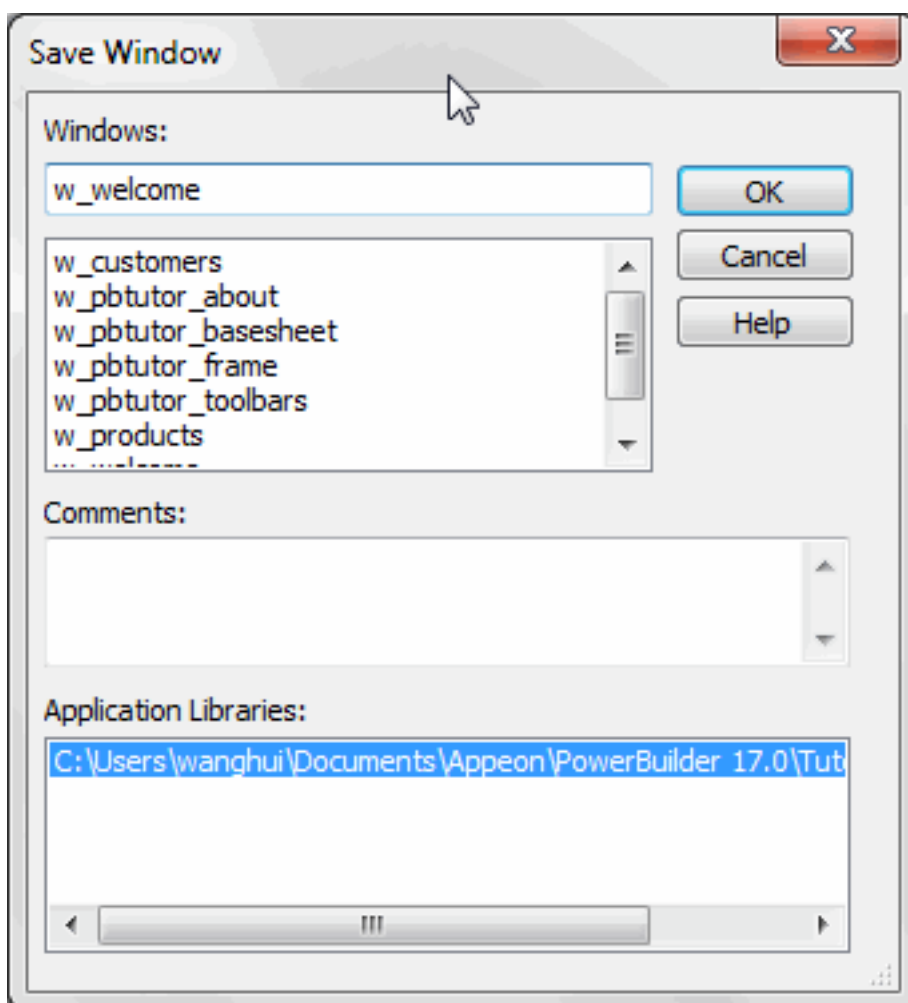 Save Window
Windows:
w_welcome
OK
w_customers
Cancel
w_pbtutor_about
w_pbtutor_basesheet
Help
w_pbtutor_frame
w_pbtutor_toolbars
w_products
Comments:
Application Libraries:
C:\Users\wanghui\Documents\Appeon\PowerBuilder 17.0\Tut